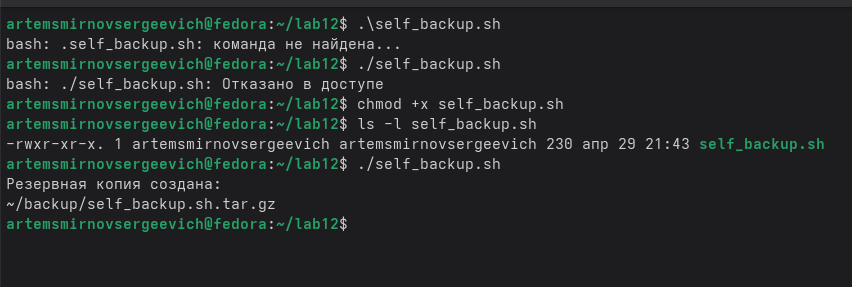 artemsmirnovsergeevich@fedora:~/lab12$ .\self_backup.sh
bash: .self_backup.sh: команда не найдена...
artemsmirnovsergeevich@fedora:~/lab12$ ./self_backup.sh
bash: ./self_backup.sh: Отказано в доступе
artemsmirnovsergeevich@fedora:~/lab12$ chmod +x self_backup.sh
artemsmirnovsergeevich@fedora:~/lab12$ ls -l self_backup.sh
-rwxr-xr-x. 1 artemsmirnovsergeevich artemsmirnovsergeevich 230 апр 29 21:43 self_backup.sh
artemsmirnovsergeevich@fedora:~/lab12$ ./self_backup.sh
Резервная копия создана:
~/backup/self_backup.sh.tar.gz
artemsmirnovsergeevich@fedora:~/lab12$